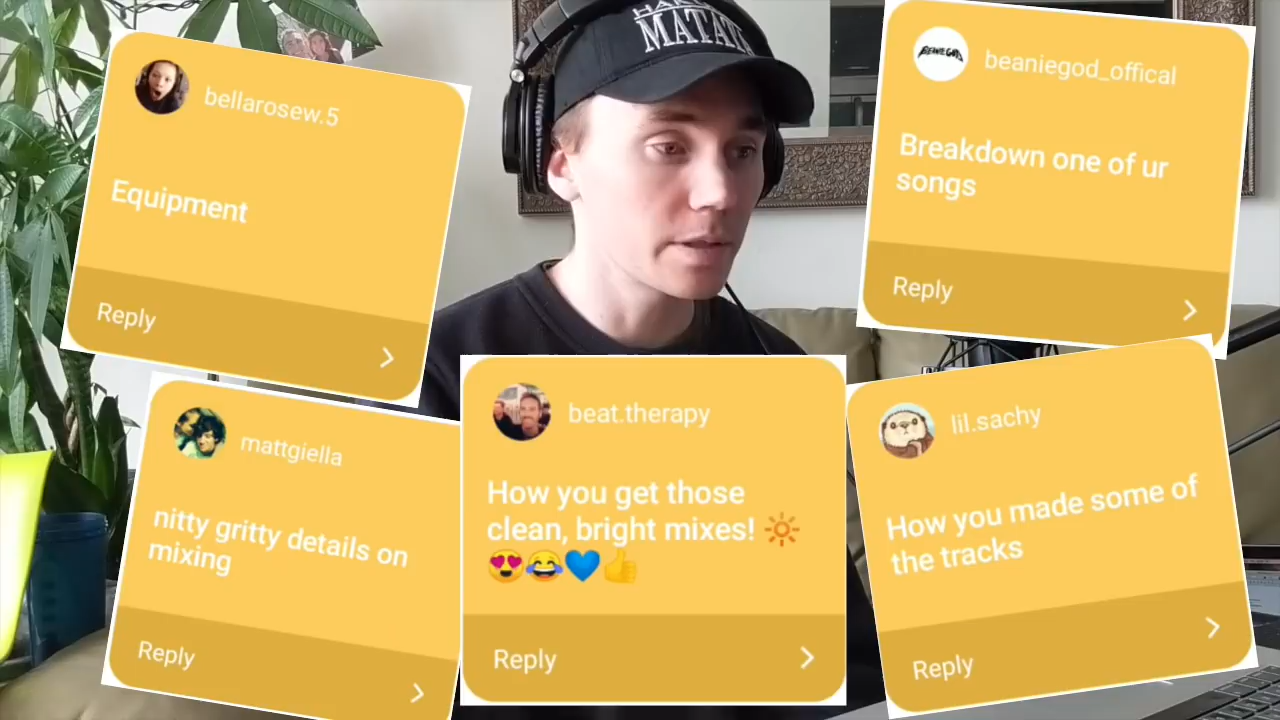 MATATA
bellarosew.5
Equipment
Reply
BEANIEGOD
beaniegod_offical
Breakdown one of ur
songs
Reply
mattgiella
nitty gritty details on
mixing
Reply
beat.therapy
How you get those
clean, bright mixes! 🔆
😍😂💙👍
Reply
lil.sachy
How you made some of
the tracks
Reply